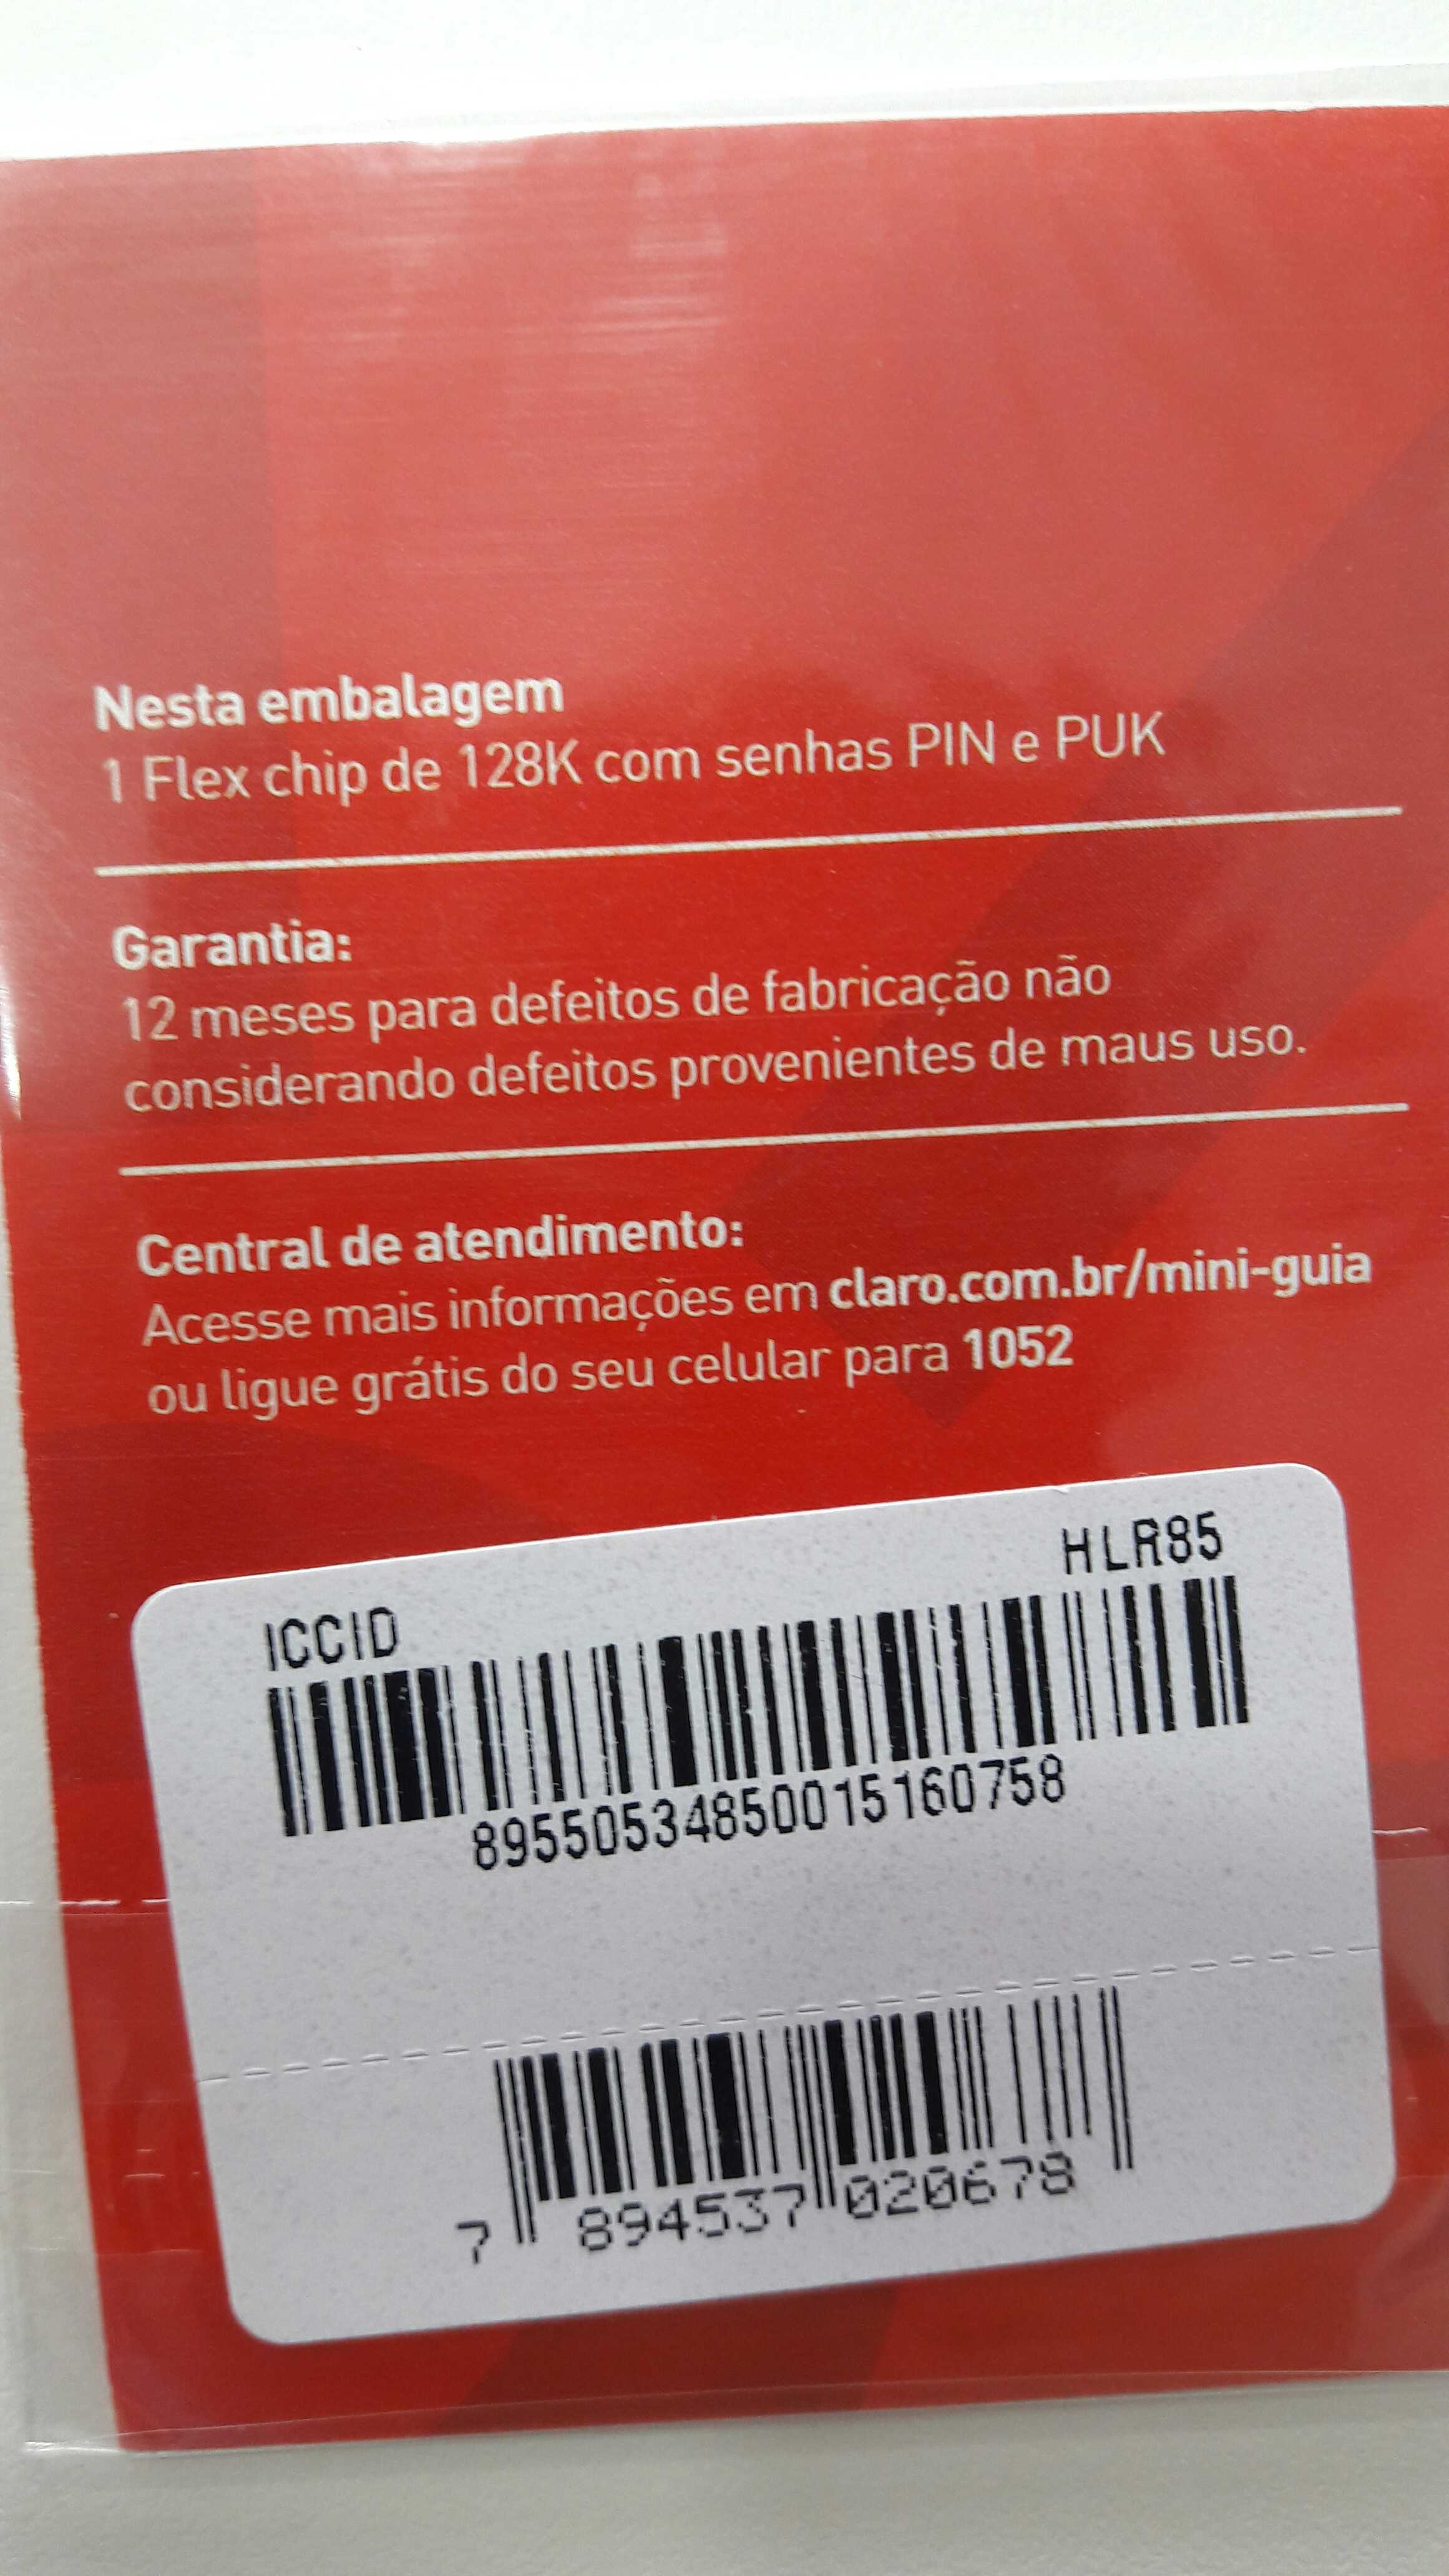 Nesta embalagem
1 Flex chip de 128K com senhas PIN e PUK
Garantia:
12 meses para defeitos de fabricação não
considerando defeitos provenientes de maus uso.
Central de atendimento:
Acesse mais informações em claro.com.br/mini-guia
ou ligue grátis do seu celular para 1052
ICCID HLR85
89550534850015160758
7 894537 020678